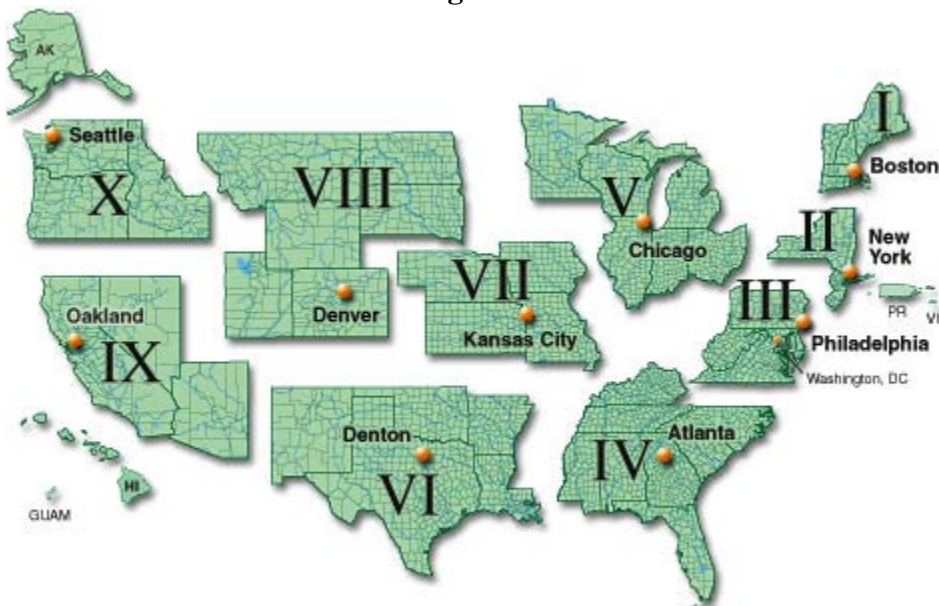 g
AK
Seattle
X
VIII
V
Chicago
I
Boston
II
New
York
PR
VI
III
Philadelphia
Washington, DC
Denver
VII
Kansas City
Oakland
IX
HI
GUAM
Denton
VI
IV
Atlanta